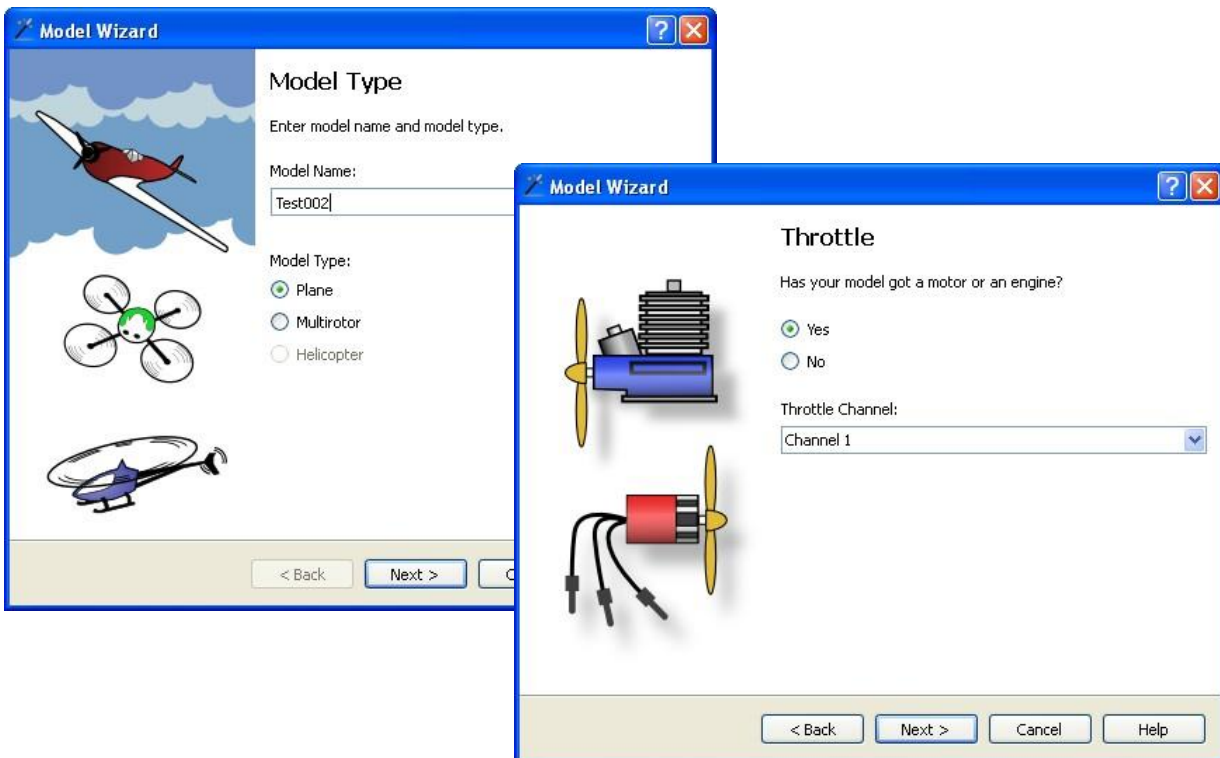 Model Wizard
Model Type
Enter model name and model type.
Model Name:
Test002
Model Type:
Plane
Multirotor
Helicopter
< Back
Next >
Model Wizard
Throttle
Has your model got a motor or an engine?
Yes
No
Throttle Channel:
Channel 1
< Back
Next >
Cancel
Help